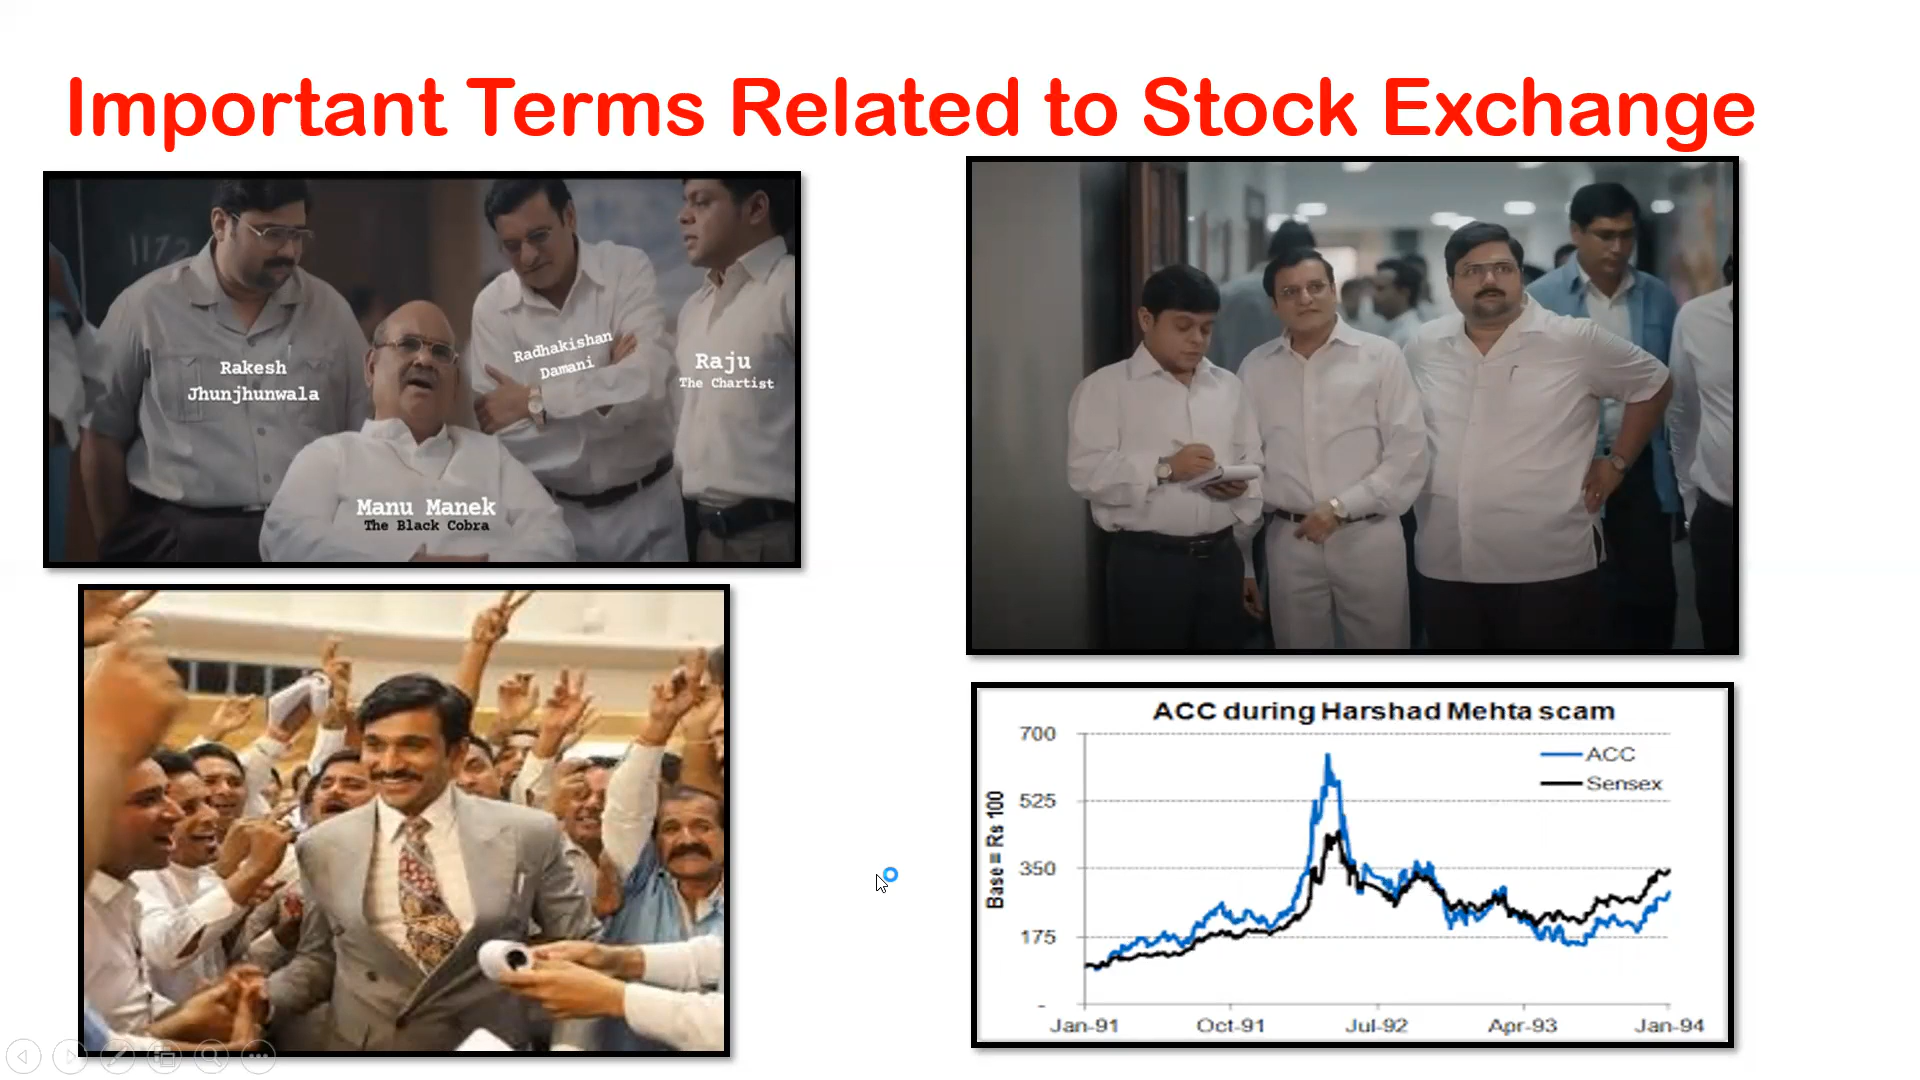 Important Terms Related to Stock Exchange
1172
Rakesh
Jhunjhunwala
Radhakishan
Damani
Raju
The Chartist
Manu Manek
The Black Cobra
ACC during Harshad Mehta scam
Base = Rs 100
700
525
350
175
-
ACC
Sensex
Jan-91
Oct-91
Jul-92
Apr-93
Jan-94